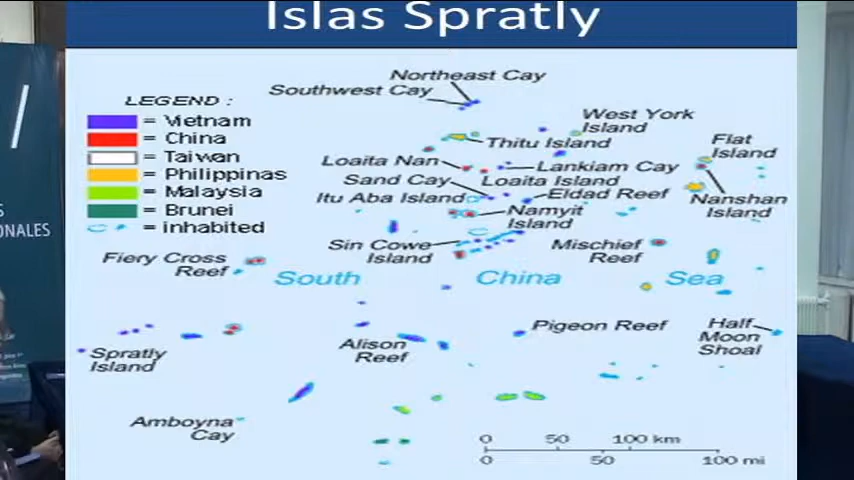 Islas Spratly
Northeast Cay
Southwest Cay
LEGEND :
= Vietnam
= China
= Taiwan
= Philippinas
= Malaysia
= Brunei
= inhabited
West York
Island
Thitu Island
Flat
Island
Loaita Nan
Lankiam Cay
Sand Cay
Loaita Island
Itu Aba Island
Eldad Reef
Nanshan
Island
Namyit
Island
Sin Cowe
Island
Mischief
Reef
Fiery Cross
Reef
South China Sea
Spratly
Island
Alison
Reef
Pigeon Reef
Half
Moon
Shoal
Amboyna
Cay
0 50 100 km
0 50 100 mi
S
ONALES